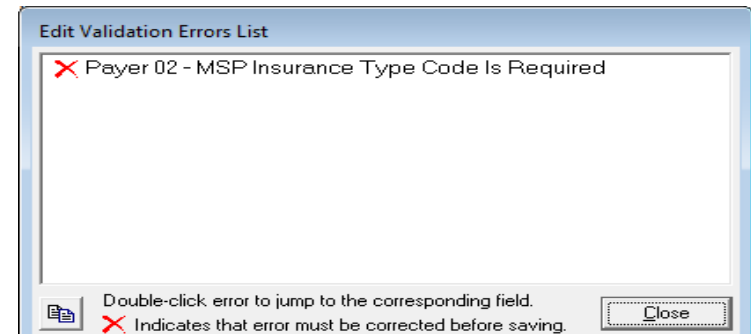 Edit Validation Errors List
Payer 02 - MSP Insurance Type Code Is Required
Double-click error to jump to the corresponding field.
Indicates that error must be corrected before saving.
Close